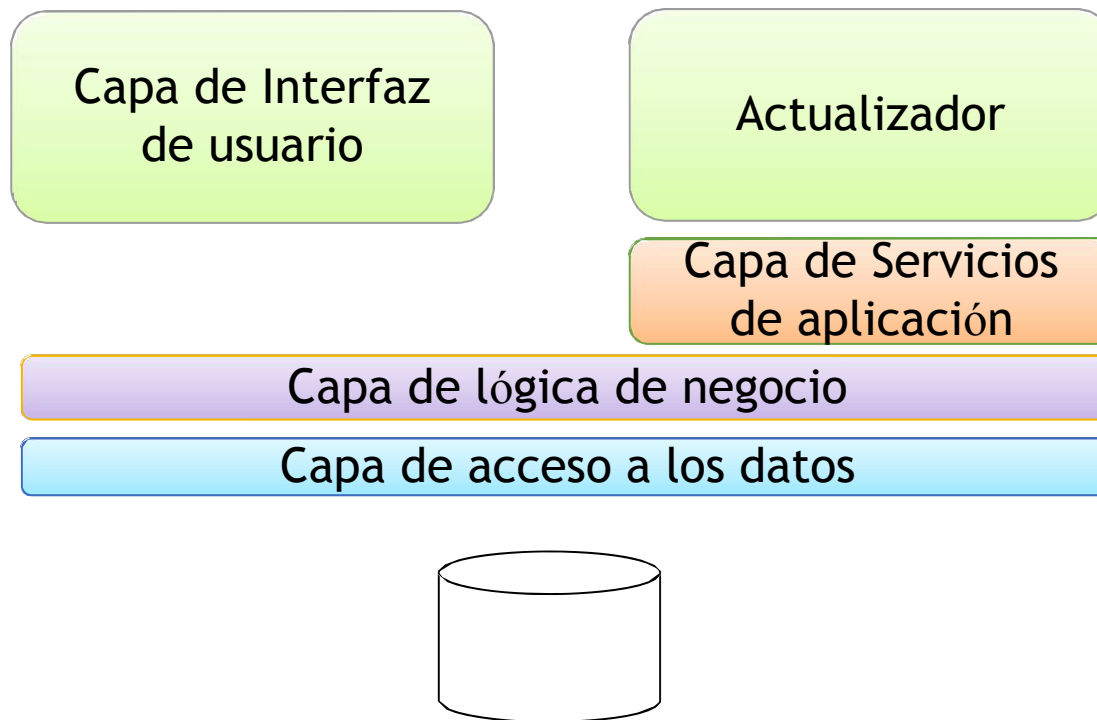 Capa de Interfaz
de usuario
Actualizador
Capa de Servicios
de aplicación
Capa de lógica de negocio
Capa de acceso a los datos